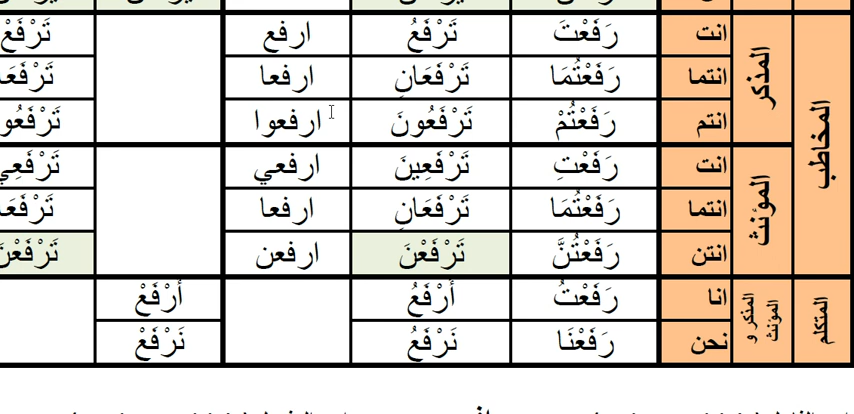 المخاطب المذكر انت رَفَعْتَ تَرْفَعُ ارفع تَرْفَعْ
انتما رَفَعْتُمَا تَرْفَعَانِ ارفعا
انتم رَفَعْتُمْ تَرْفَعُونَ ارفعوا
المؤنث انت رَفَعْتِ تَرْفَعِينَ ارفعي
انتما رَفَعْتُمَا تَرْفَعَانِ ارفعا
انتن رَفَعْتُنَّ تَرْفَعْنَ ارفعن تَرْفَعْنَ
المتكلم المذكر و المؤنث انا رَفَعْتُ أَرْفَعُ أَرْفَعْ
نحن رَفَعْنَا نَرْفَعُ نَرْفَعْ